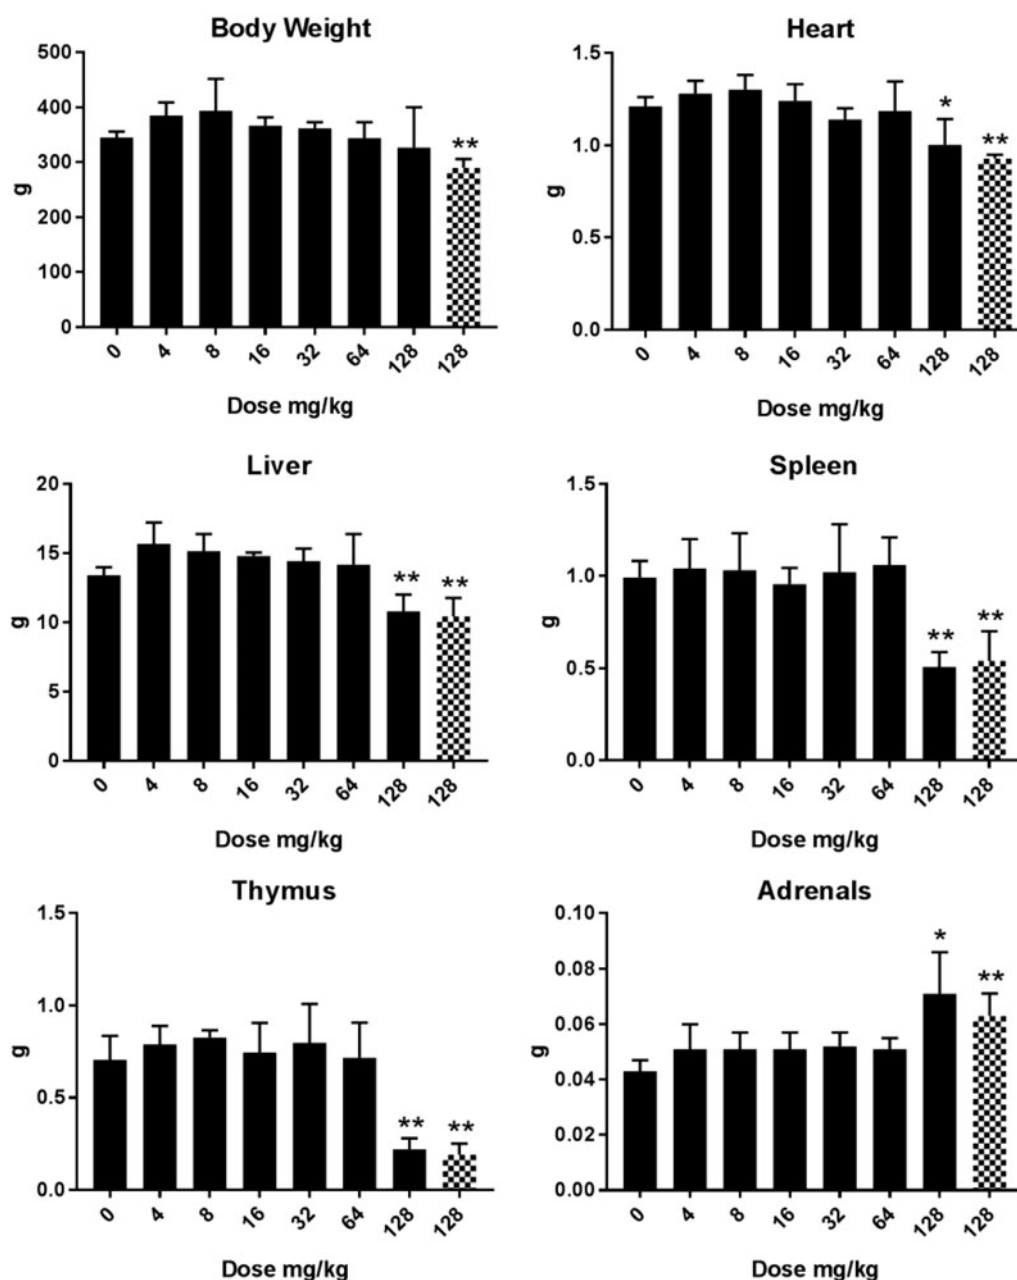 Body Weight
500
400
300
200
100
0
g
**
0 4 8 16 32 64 128 128
Dose mg/kg
Heart
1.5
1.0
0.5
0.0
g
*
**
0 4 8 16 32 64 128 128
Dose mg/kg
Liver
20
15
10
5
0
g
** **
0 4 8 16 32 64 128 128
Dose mg/kg
Spleen
1.5
1.0
0.5
0.0
g
**
**
0 4 8 16 32 64 128 128
Dose mg/kg
Thymus
1.5
1.0
0.5
0.0
g
** **
0 4 8 16 32 64 128 128
Dose mg/kg
Adrenals
0.10
0.08
0.06
0.04
0.02
0.00
g
*
**
0 4 8 16 32 64 128 128
Dose mg/kg